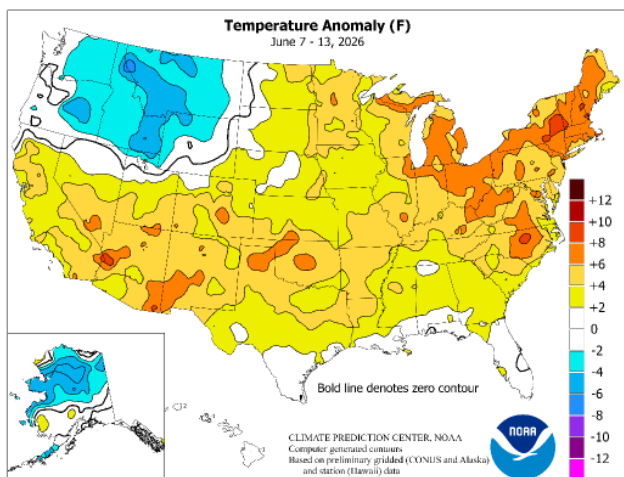 Temperature Anomaly (F)
June 7 - 13, 2026
+12
+10
+8
+6
+4
+2
0
-2
-4
-6
-8
-10
-12
Bold line denotes zero contour
CLIMATE PREDICTION CENTER, NOAA
Computer generated contours
Based on preliminary gridded (CONUS and Alaska)
and station (Hawaii) data
NOAA